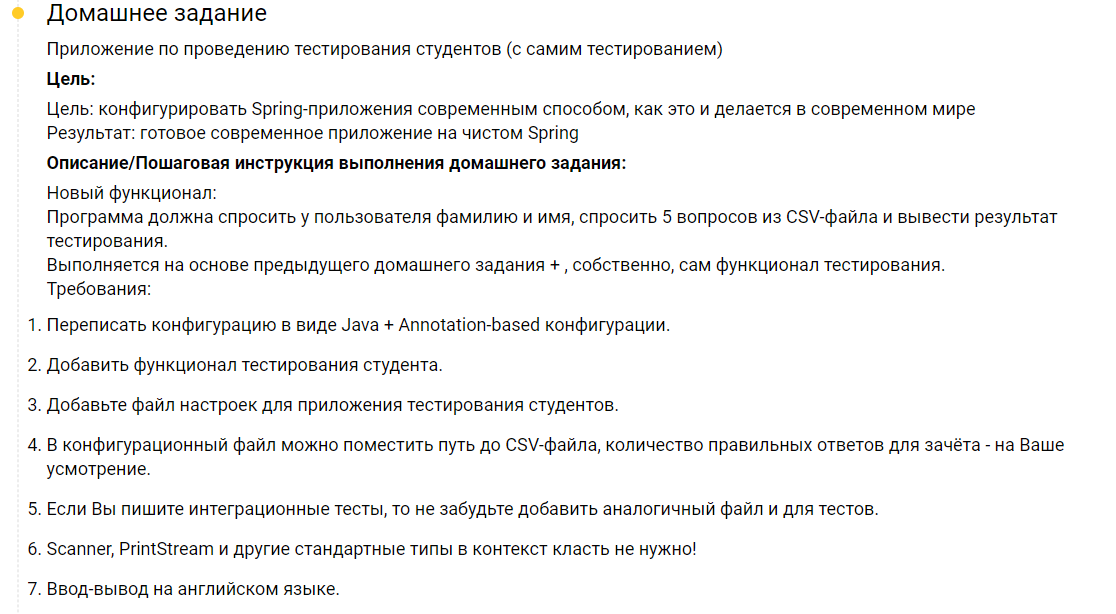 Домашнее задание
Приложение по проведению тестирования студентов (с самим тестированием)
Цель:
Цель: конфигурировать Spring-приложения современным способом, как это и делается в современном мире
Результат: готовое современное приложение на чистом Spring
Описание/Пошаговая инструкция выполнения домашнего задания:
Новый функционал:
Программа должна спросить у пользователя фамилию и имя, спросить 5 вопросов из CSV-файла и вывести результат
тестирования.
Выполняется на основе предыдущего домашнего задания + , собственно, сам функционал тестирования.
Требования:
1. Переписать конфигурацию в виде Java + Annotation-based конфигурации.
2. Добавить функционал тестирования студента.
3. Добавьте файл настроек для приложения тестирования студентов.
4. В конфигурационный файл можно поместить путь до CSV-файла, количество правильных ответов для зачёта - на Ваше
усмотрение.
5. Если Вы пишите интеграционные тесты, то не забудьте добавить аналогичный файл и для тестов.
6. Scanner, PrintStream и другие стандартные типы в контекст класть не нужно!
7. Ввод-вывод на английском языке.